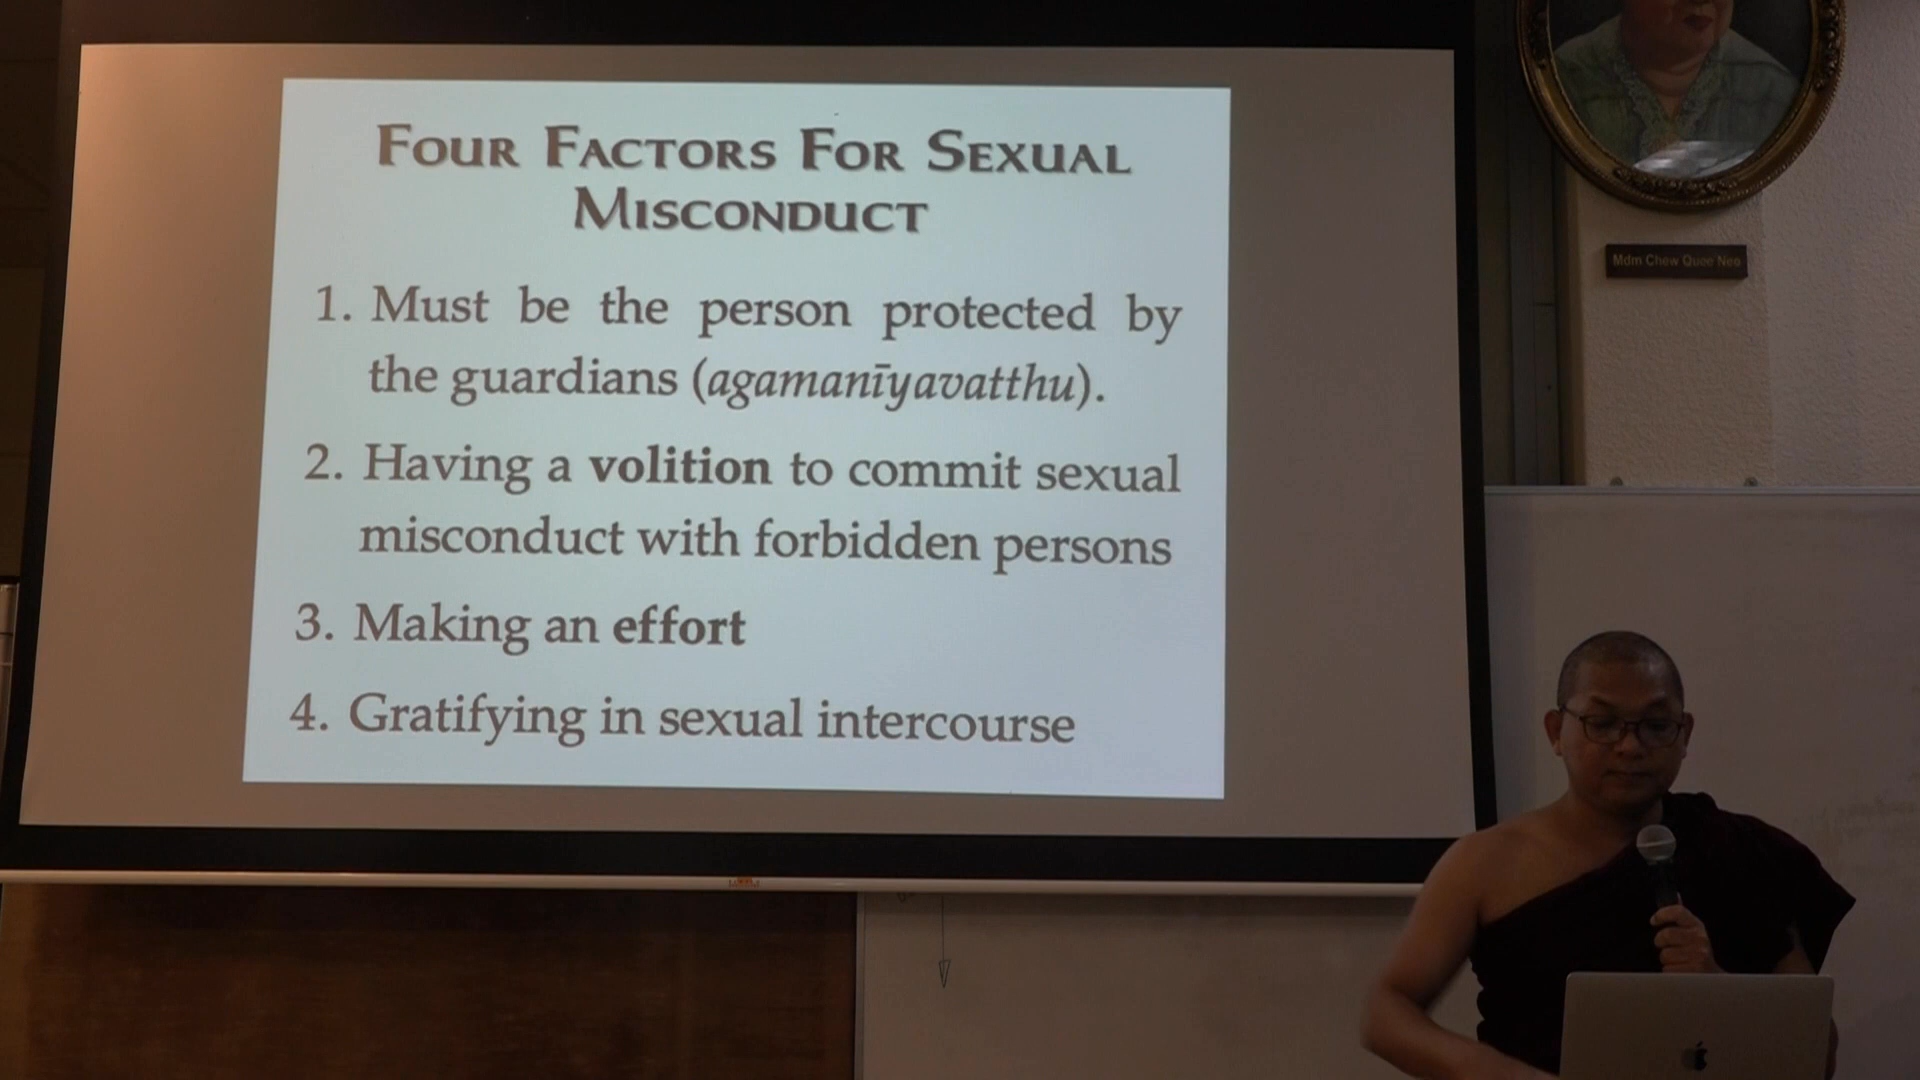 FOUR FACTORS FOR SEXUAL
MISCONDUCT
1. Must be the person protected by
the guardians (agamanīyavatthu).
2. Having a volition to commit sexual
misconduct with forbidden persons
3. Making an effort
4. Gratifying in sexual intercourse
Mdm Chew Quee Neo